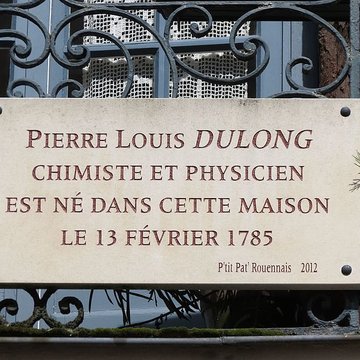 PIERRE LOUIS DULONG
CHIMISTE ET PHYSICIEN
EST NÉ DANS CETTE MAISON
LE 13 FÉVRIER 1785
P'tit Pat' Rouennais 2012